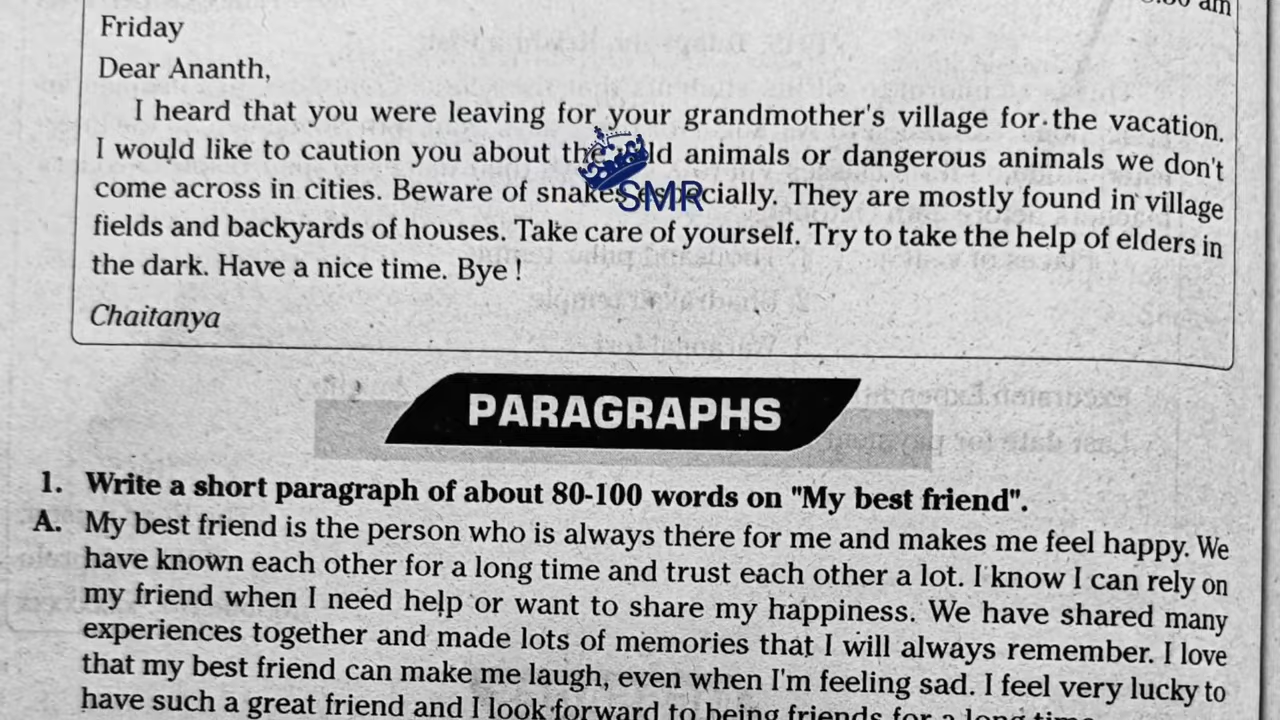 am
Friday
Dear Ananth,
I heard that you were leaving for your grandmother's village for the vacation.
I would like to caution you about the animals or dangerous animals we don't
come across in cities. Beware of snakes especially. They are mostly found in village
SMR
fields and backyards of houses. Take care of yourself. Try to take the help of elders in
the dark. Have a nice time. Bye !
Chaitanya
PARAGRAPHS
1. Write a short paragraph of about 80-100 words on "My best friend".
A. My best friend is the person who is always there for me and makes me feel happy. We
have known each other for a long time and trust each other a lot. I know I can rely on
my friend when I need help or want to share my happiness. We have shared many
experiences together and made lots of memories that I will always remember. I love
that my best friend can make me laugh, even when I'm feeling sad. I feel very lucky to
have such a great friend and I look forward to being friends for a long time